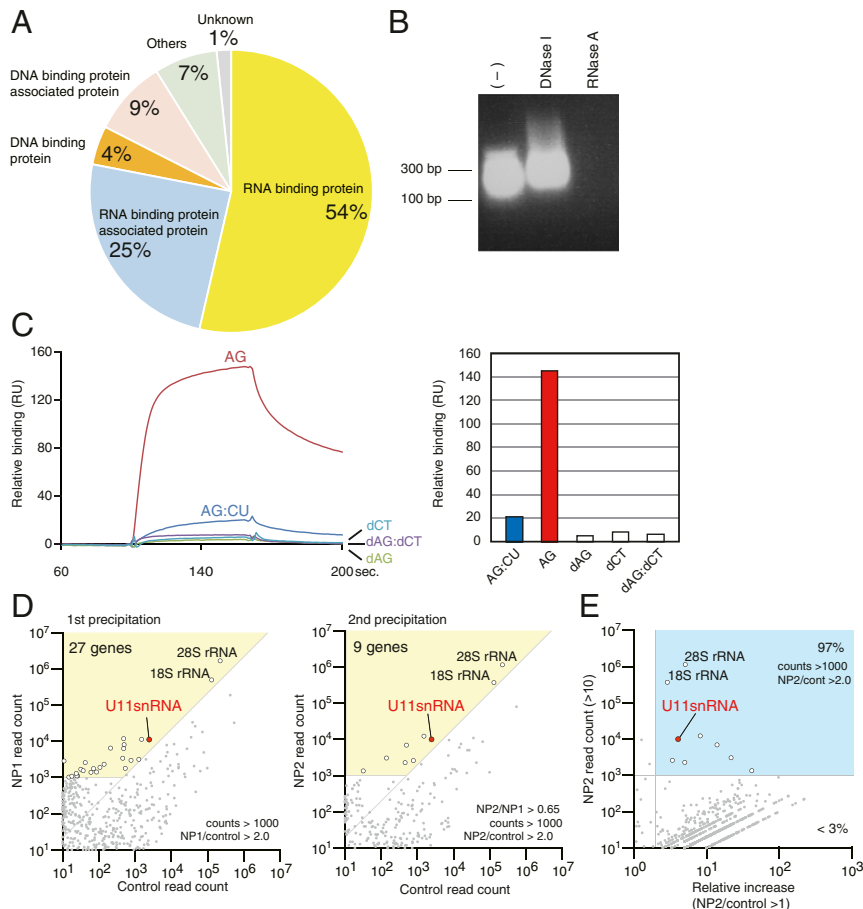 A
Unknown
1%
Others
7%
DNA binding protein
associated protein
9%
DNA binding
protein
4%
RNA binding protein
54%
RNA binding protein
associated protein
25%
B
(–)
DNase I
RNase A
300 bp
100 bp
C
Relative binding (RU)
160
120
80
40
0
60
140
200sec.
AG
AG:CU
dCT
dAG:dCT
dAG
Relative binding (RU)
160
140
120
100
80
60
40
20
0
AG:CU
AG
dAG
dCT
dAG:dCT
D
1st precipitation
27 genes
28S rRNA
18S rRNA
U11snRNA
counts > 1000
NP1/control > 2.0
NP1 read count
10⁷
10⁶
10⁵
10⁴
10³
10²
10¹
10¹
10²
10³
10⁴
10⁵
10⁶
10⁷
Control read count
2nd precipitation
9 genes
28S rRNA
18S rRNA
U11snRNA
NP2/NP1 > 0.65
counts > 1000
NP2/control > 2.0
NP2 read count
10⁷
10⁶
10⁵
10⁴
10³
10²
10¹
10¹
10²
10³
10⁴
10⁵
10⁶
10⁷
Control read count
E
97%
counts >1000
NP2/cont >2.0
28S rRNA
18S rRNA
U11snRNA
< 3%
NP2 read count (>10)
10⁷
10⁶
10⁵
10⁴
10³
10²
10¹
10⁰
10¹
10²
10³
Relative increase
(NP2/control >1)